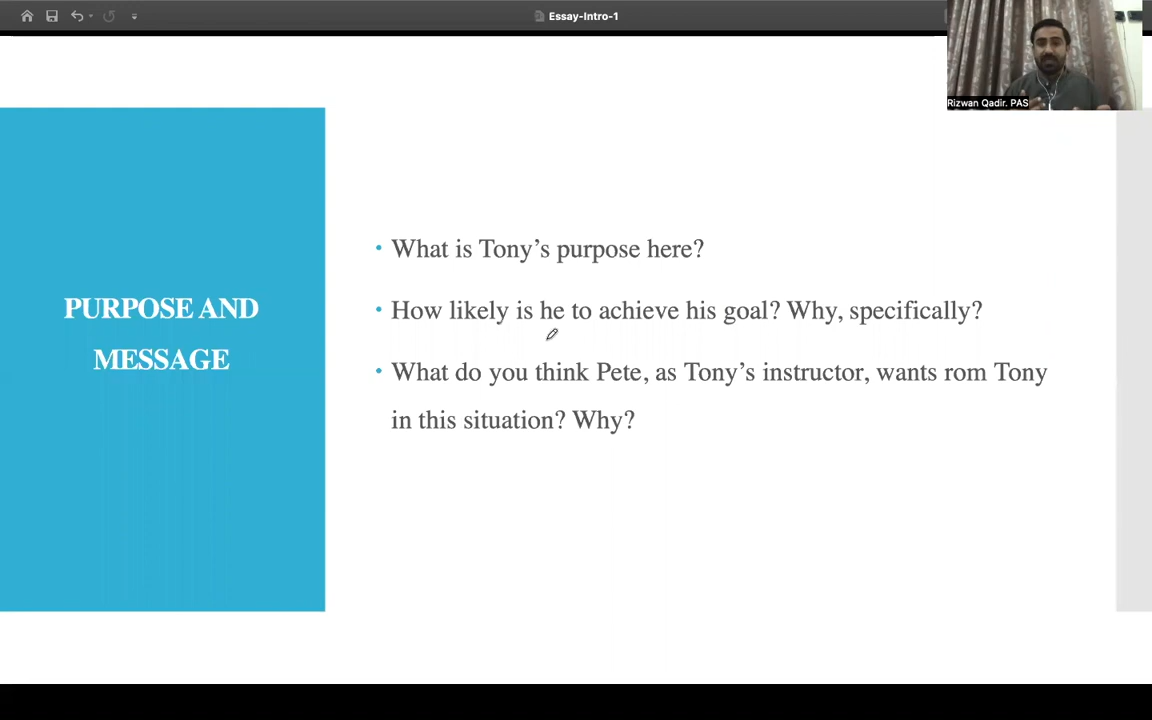 Essay-Intro-1
Rizwan Qadir. PAS
PURPOSE AND
MESSAGE
• What is Tony’s purpose here?
• How likely is he to achieve his goal? Why, specifically?
• What do you think Pete, as Tony’s instructor, wants rom Tony
in this situation? Why?